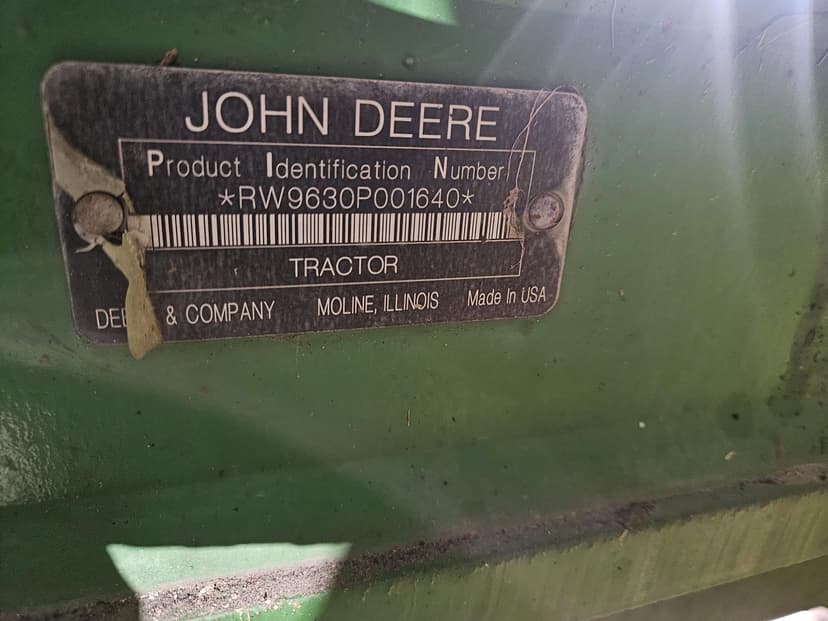 JOHN DEERE
Product Identification Number
*RW9630P001640*
TRACTOR
& COMPANY MOLINE, ILLINOIS Made In USA